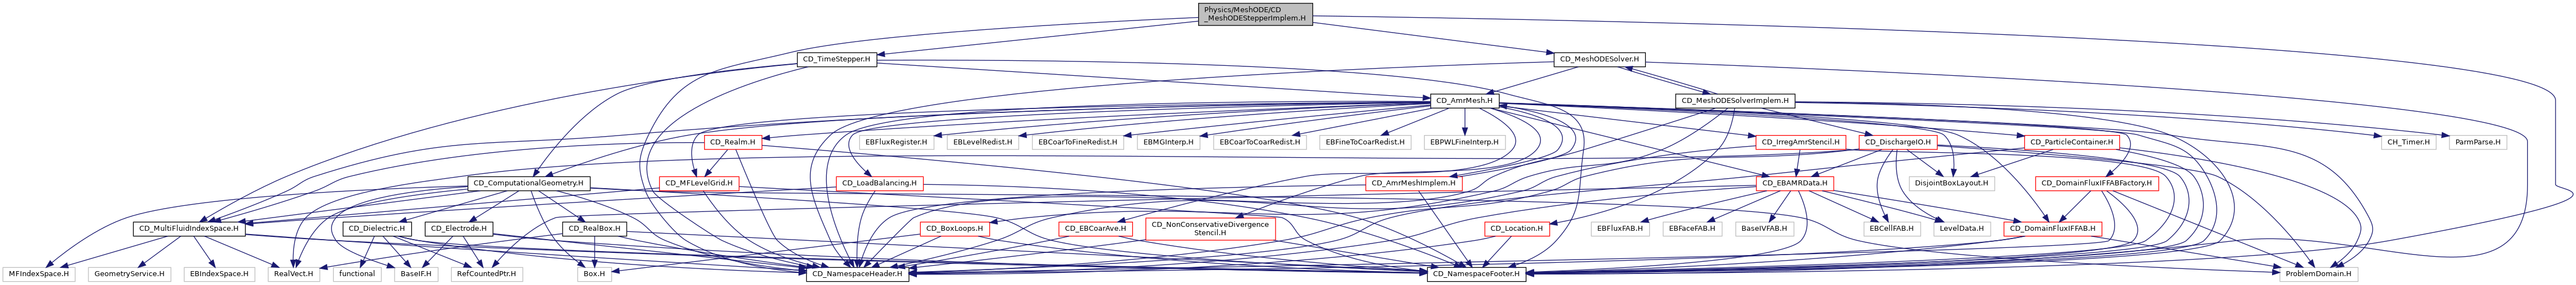 Physics/MeshODE/CD
_MeshODEStepperImplem.H
CD_TimeStepper.H
CD_MeshODESolver.H
CD_AmrMesh.H
CD_MeshODESolverImplem.H
CD_Realm.H
EBFluxRegister.H
EBLevelRedist.H
EBCoarToFineRedist.H
EBMGInterp.H
EBCoarToCoarRedist.H
EBFineToCoarRedist.H
EBPWLFineInterp.H
CD_IrregAmrStencil.H
CD_DischargeIO.H
CD_ParticleContainer.H
CH_Timer.H
ParmParse.H
CD_ComputationalGeometry.H
CD_MFLevelGrid.H
CD_LoadBalancing.H
CD_AmrMeshImplem.H
CD_EBAMRData.H
DisjointBoxLayout.H
CD_DomainFluxIFFABFactory.H
CD_MultiFluidIndexSpace.H
CD_Dielectric.H
CD_Electrode.H
CD_RealBox.H
CD_BoxLoops.H
CD_EBCoarAve.H
CD_NonConservativeDivergence
Stencil.H
CD_Location.H
EBFluxFAB.H
EBFaceFAB.H
BaseIVFAB.H
EBCellFAB.H
LevelData.H
CD_DomainFluxIFFAB.H
MFIndexSpace.H
GeometryService.H
EBIndexSpace.H
RealVect.H
functional
BaseIF.H
RefCountedPtr.H
Box.H
CD_NamespaceHeader.H
CD_NamespaceFooter.H
ProblemDomain.H